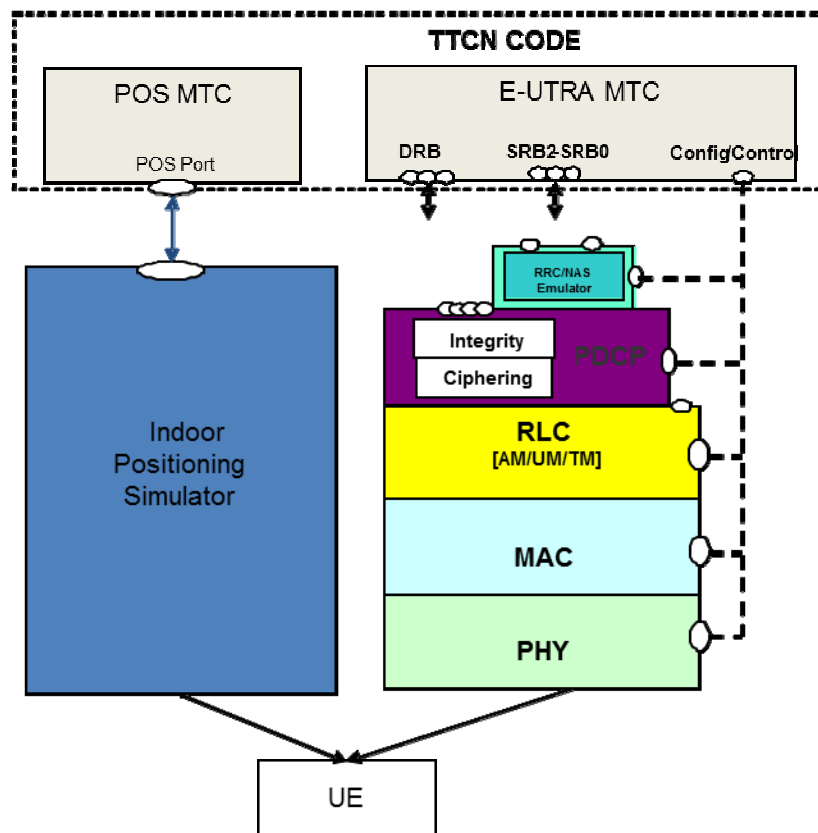 TTCN CODE
POS MTC
POS Port
E-UTRA MTC
DRB
SRB2-SRB0
Config/Control
RRC/NAS
Emulator
Integrity
Ciphering
PDCP
Indoor
Positioning
Simulator
RLC
[AM/UM/TM]
MAC
PHY
UE